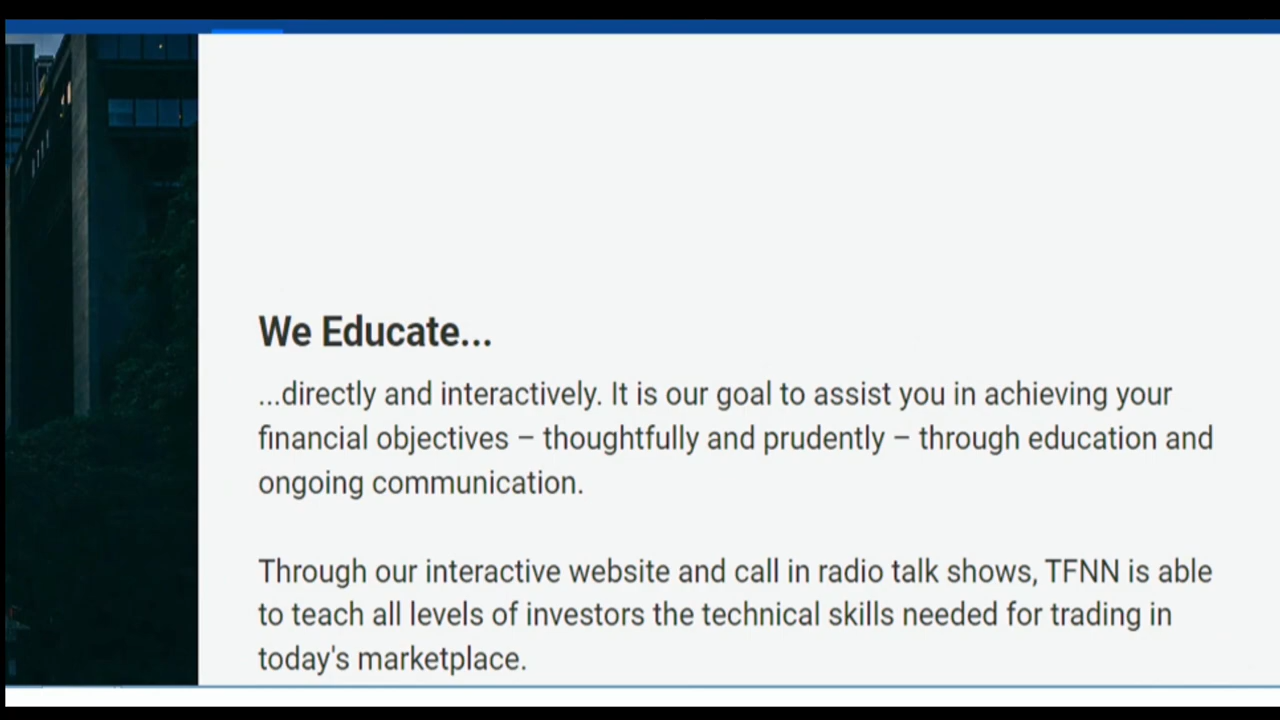 We Educate...
...directly and interactively. It is our goal to assist you in achieving your
financial objectives – thoughtfully and prudently – through education and
ongoing communication.
Through our interactive website and call in radio talk shows, TFNN is able
to teach all levels of investors the technical skills needed for trading in
today's marketplace.